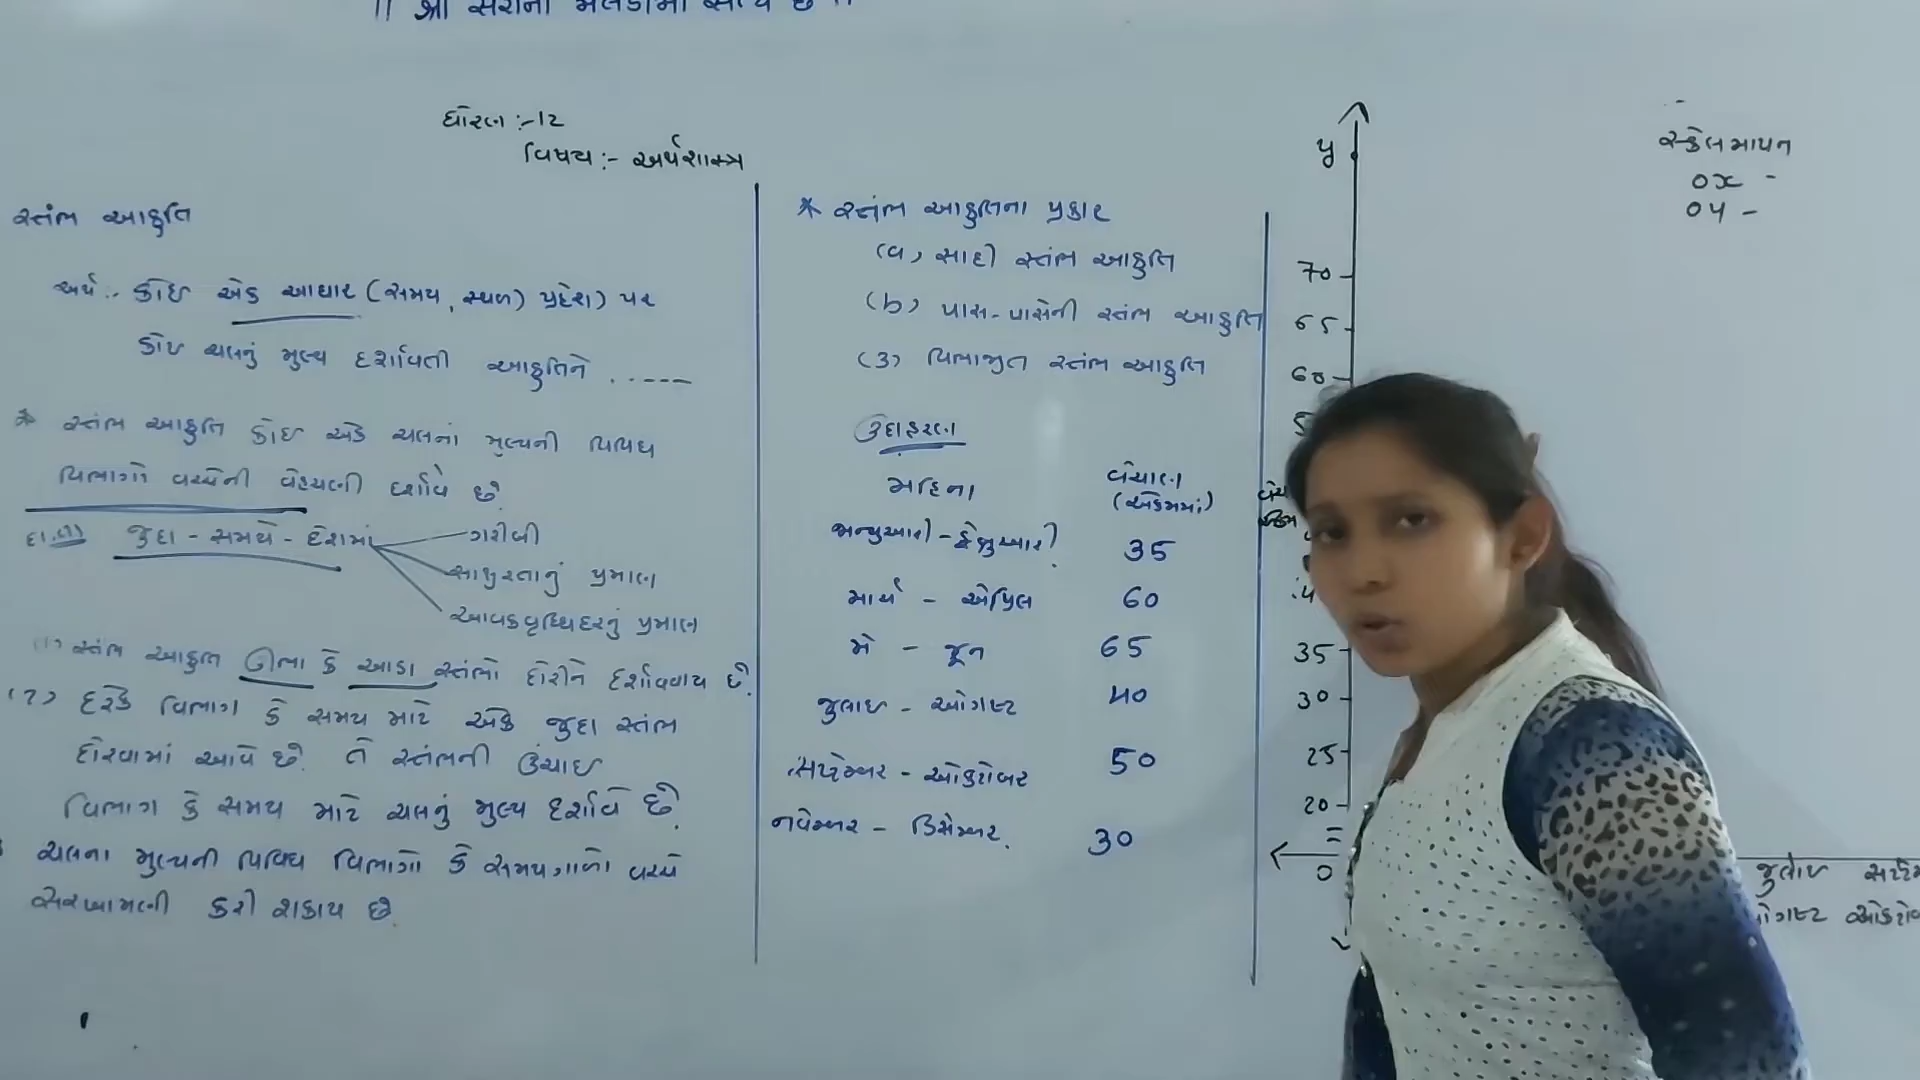 ધોરણ :- 12
વિષય :- અર્થશાસ્ત્ર
સ્તંભ આકૃતિ
અર્થ :- કોઇ એક આધાર (સમય, સ્થળ) પ્રદેશ) પર
કોઇ ચલનું મુલ્ય દર્શાવતી આકૃતિને ......
* સ્તંભ આકૃતિ કોઇ એક ચલનાં મુલ્યની વિવિધ
વિભાગો વચ્ચેની વહેચણી દર્શાવે છે.
દા.ત. જુદા - સમયે - દેશમાં
ગરીબી
સાક્ષરતાનું પ્રમાણ
આવકવૃધ્ધિદરનું પ્રમાણ
(1) સ્તંભ આકૃતિ ઊભા કે આડા સ્તંભો દોરીને દર્શાવવાય છે.
(2) દરેક વિભાગ કે સમય માટે એક જુદા સ્તંભ
દોરવામાં આવે છે. તે સ્તંભની ઉંચાઇ
વિભાગ કે સમય માટે ચલનું મુલ્ય દર્શાવે છે.
ચલના મુલ્યની વિવિધ વિભાગો કે સમયગાળો વચ્ચે
સરખામણી કરી શકાય છે.
* સ્તંભ આકૃતિના પ્રકાર
(a) સાદી સ્તંભ આકૃતિ
(b) પાસ-પાસેની સ્તંભ આકૃતિ
(3) વિભાજીત સ્તંભ આકૃતિ
ઉદાહરણ
મહિના વેચાણ
(એકમમાં)
જાન્યુઆરી - ફેબ્રુઆરી 35
માર્ચ - એપ્રિલ 60
મે - જૂન 65
જુલાઇ - ઓગષ્ટ 40
સપ્ટેમ્બર - ઓક્ટોબર 50
નવેમ્બર - ડિસેમ્બર. 30
y
70
65
60
35
30
25
20
0
જુલાઇ
ઓક્ટો
સ્કેલમાપન
ox -
oy -